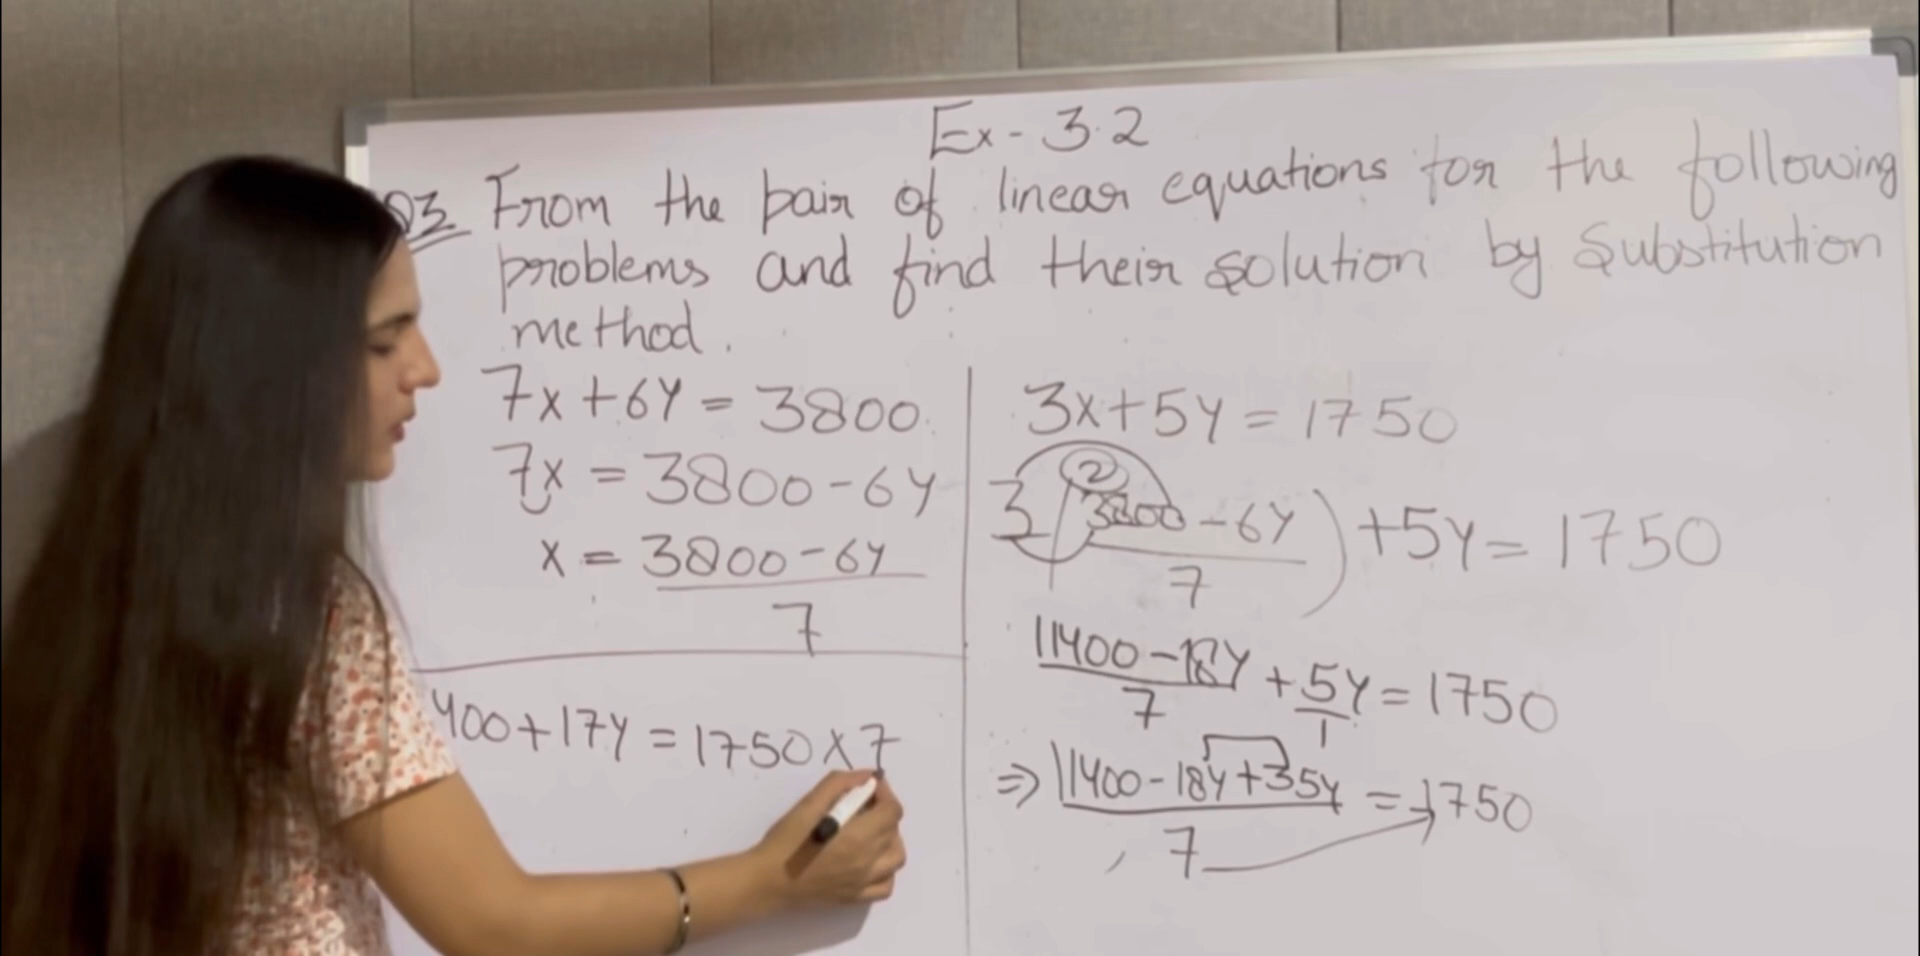 Ex - 3.2
Q3 From the pair of linear equations for the following
problems and find their solution by Substitution
method.
7x + 6y = 3800
7x = 3800 - 6y
x = 3800 - 6y
7
400 + 17y = 1750 x 7
3x + 5y = 1750
2
3 (3800 - 6y) + 5y = 1750
7
11400 - 18y + 5y = 1750
7 1
⇒ 11400 - 18y + 35y = 1750
7